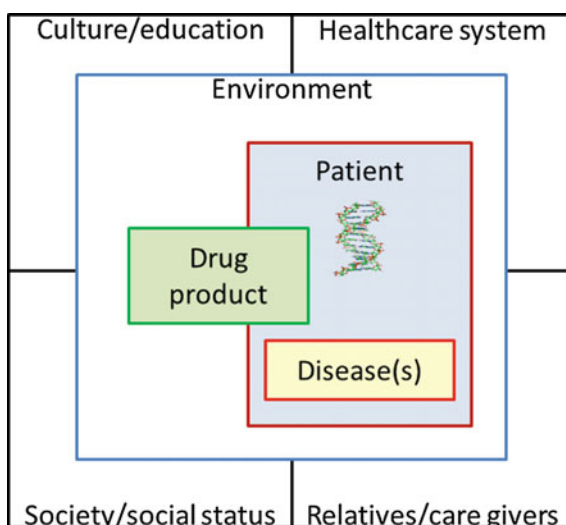 Culture/education
Healthcare system
Environment
Patient
Drug
product
Disease(s)
Society/social status
Relatives/care givers